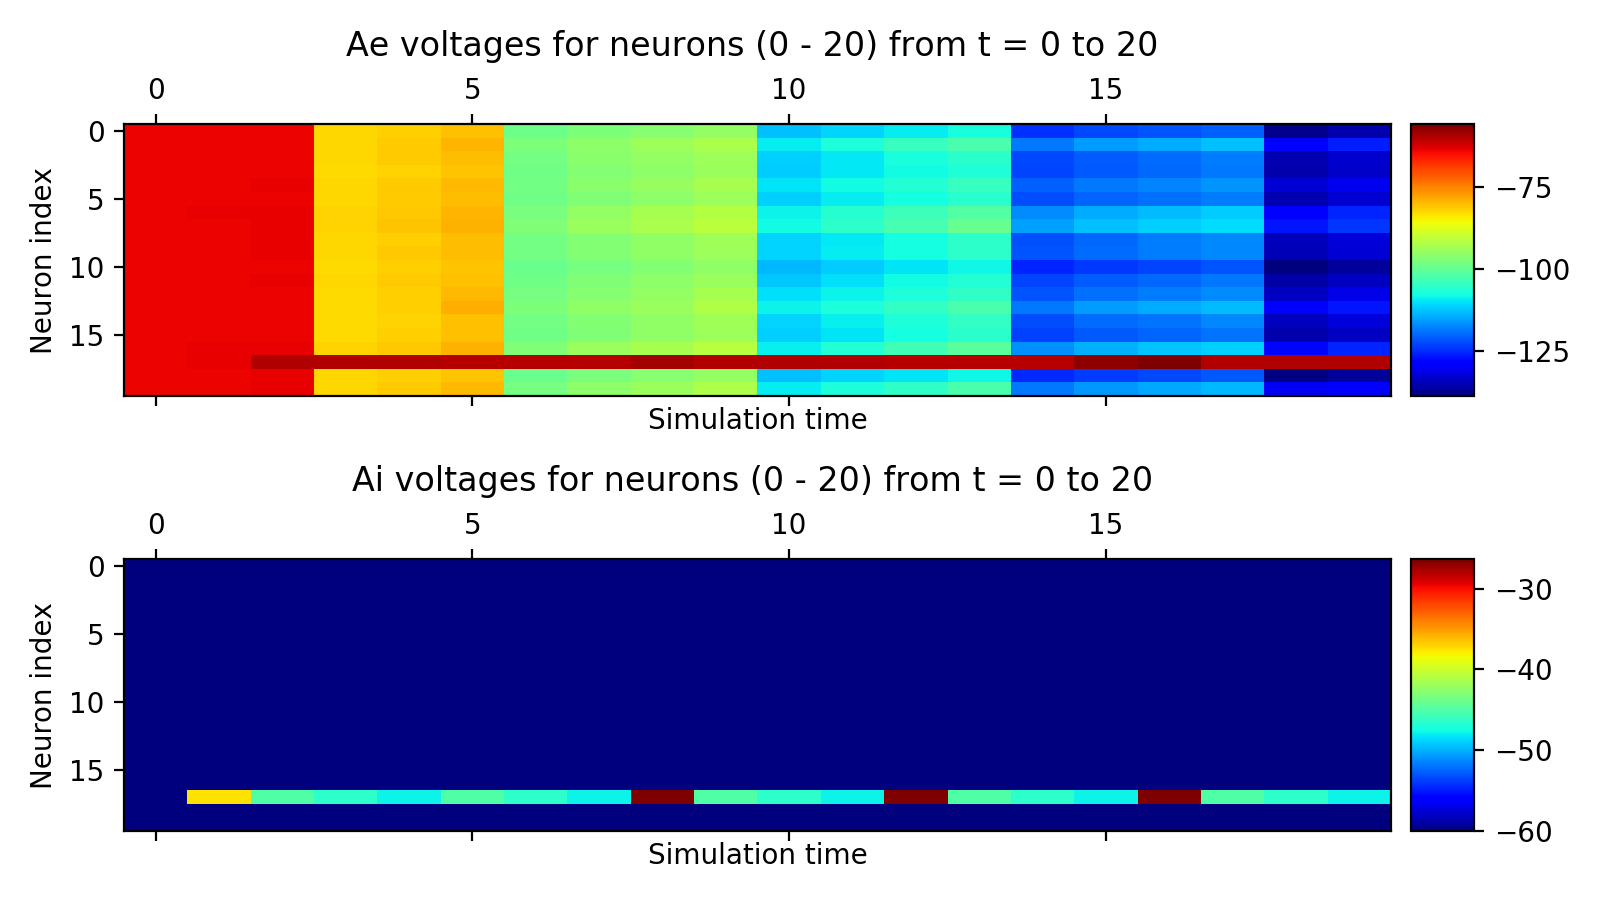 Ae voltages for neurons (0 - 20) from t = 0 to 20
0 5 10 15
Neuron index
0
5
10
15
Simulation time
−75
−100
−125
Ai voltages for neurons (0 - 20) from t = 0 to 20
0 5 10 15
Neuron index
0
5
10
15
Simulation time
−30
−40
−50
−60